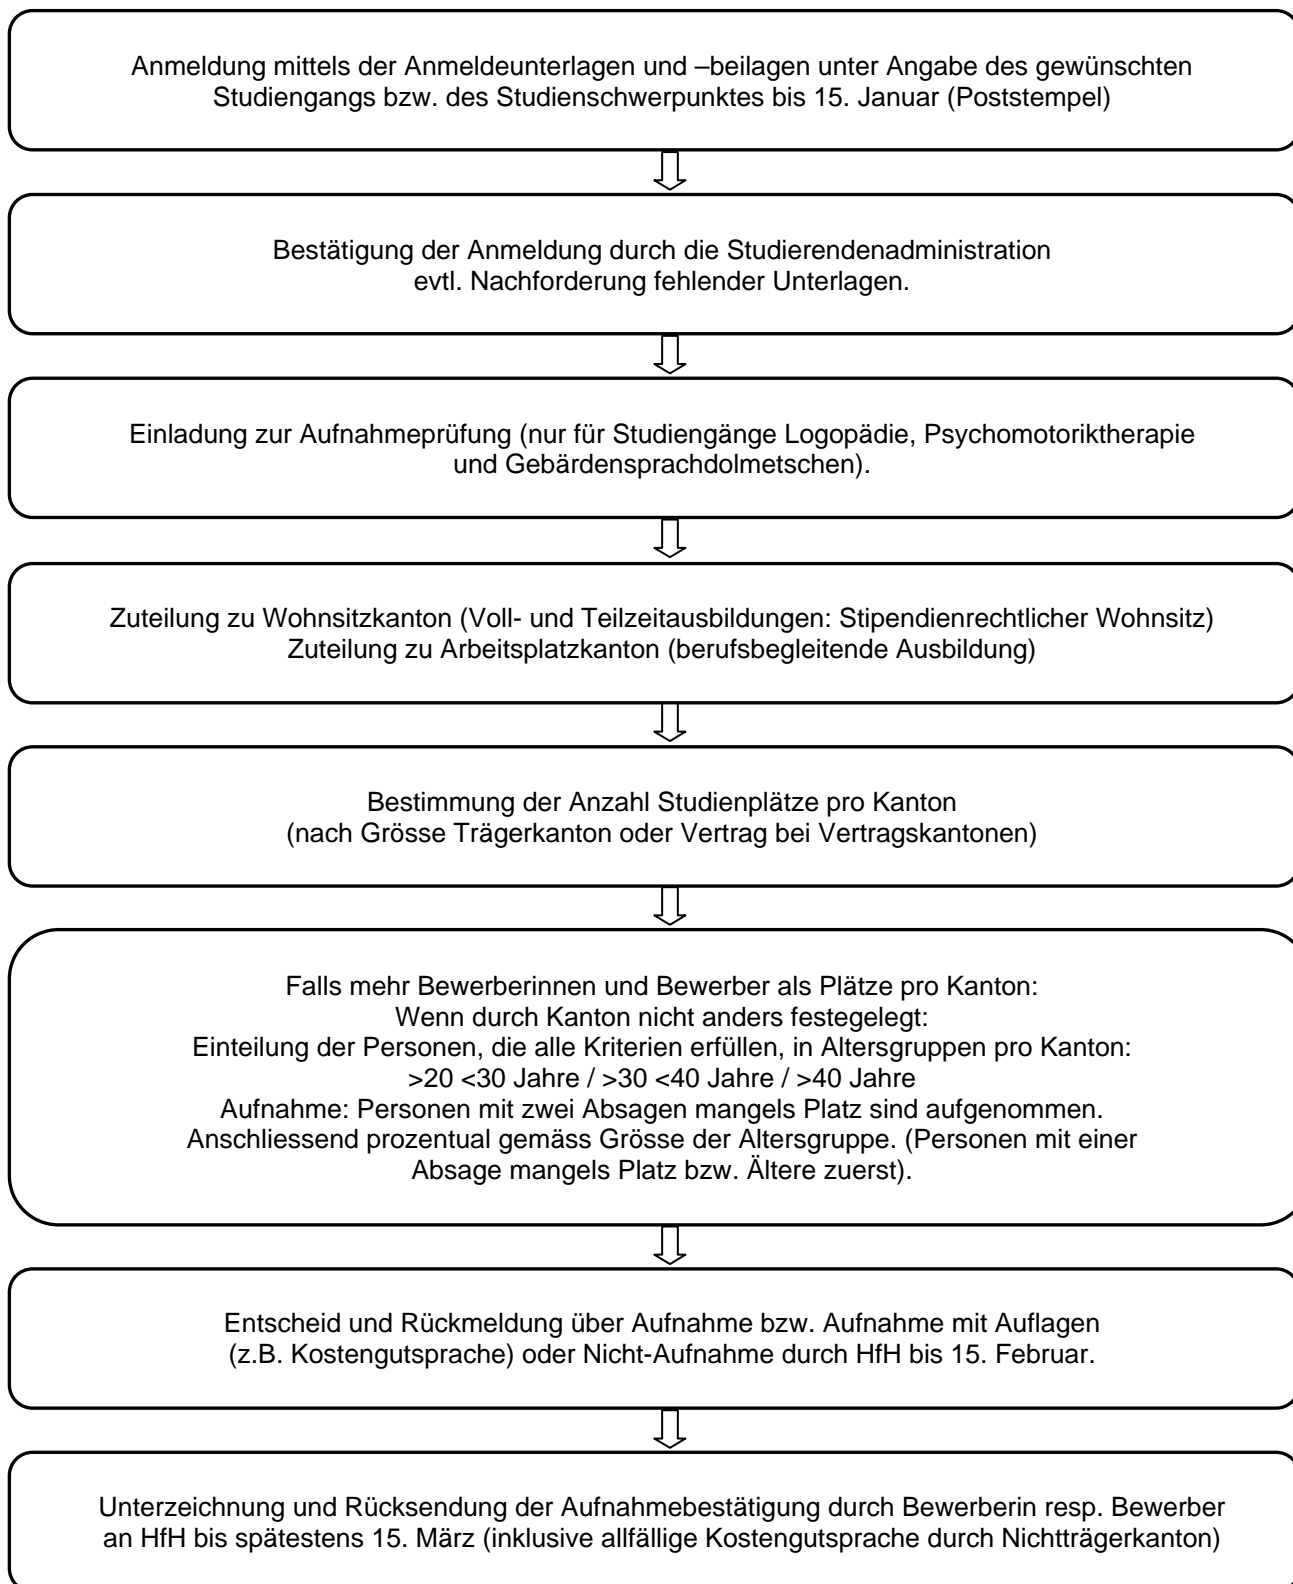 Anmeldung mittels der Anmeldeunterlagen und –beilagen unter Angabe des gewünschten
Studiengangs bzw. des Studienschwerpunktes bis 15. Januar (Poststempel)
Bestätigung der Anmeldung durch die Studierendenadministration
evtl. Nachforderung fehlender Unterlagen.
Einladung zur Aufnahmeprüfung (nur für Studiengänge Logopädie, Psychomotoriktherapie
und Gebärdensprachdolmetschen).
Zuteilung zu Wohnsitzkanton (Voll- und Teilzeitausbildungen: Stipendienrechtlicher Wohnsitz)
Zuteilung zu Arbeitsplatzkanton (berufsbegleitende Ausbildung)
Bestimmung der Anzahl Studienplätze pro Kanton
(nach Grösse Trägerkanton oder Vertrag bei Vertragskantonen)
Falls mehr Bewerberinnen und Bewerber als Plätze pro Kanton:
Wenn durch Kanton nicht anders festegelegt:
Einteilung der Personen, die alle Kriterien erfüllen, in Altersgruppen pro Kanton:
>20 <30 Jahre / >30 <40 Jahre / >40 Jahre
Aufnahme: Personen mit zwei Absagen mangels Platz sind aufgenommen.
Anschliessend prozentual gemäss Grösse der Altersgruppe. (Personen mit einer
Absage mangels Platz bzw. Ältere zuerst).
Entscheid und Rückmeldung über Aufnahme bzw. Aufnahme mit Auflagen
(z.B. Kostengutsprache) oder Nicht-Aufnahme durch HfH bis 15. Februar.
Unterzeichnung und Rücksendung der Aufnahmebestätigung durch Bewerberin resp. Bewerber
an HfH bis spätestens 15. März (inklusive allfällige Kostengutsprache durch Nichtträgerkanton)